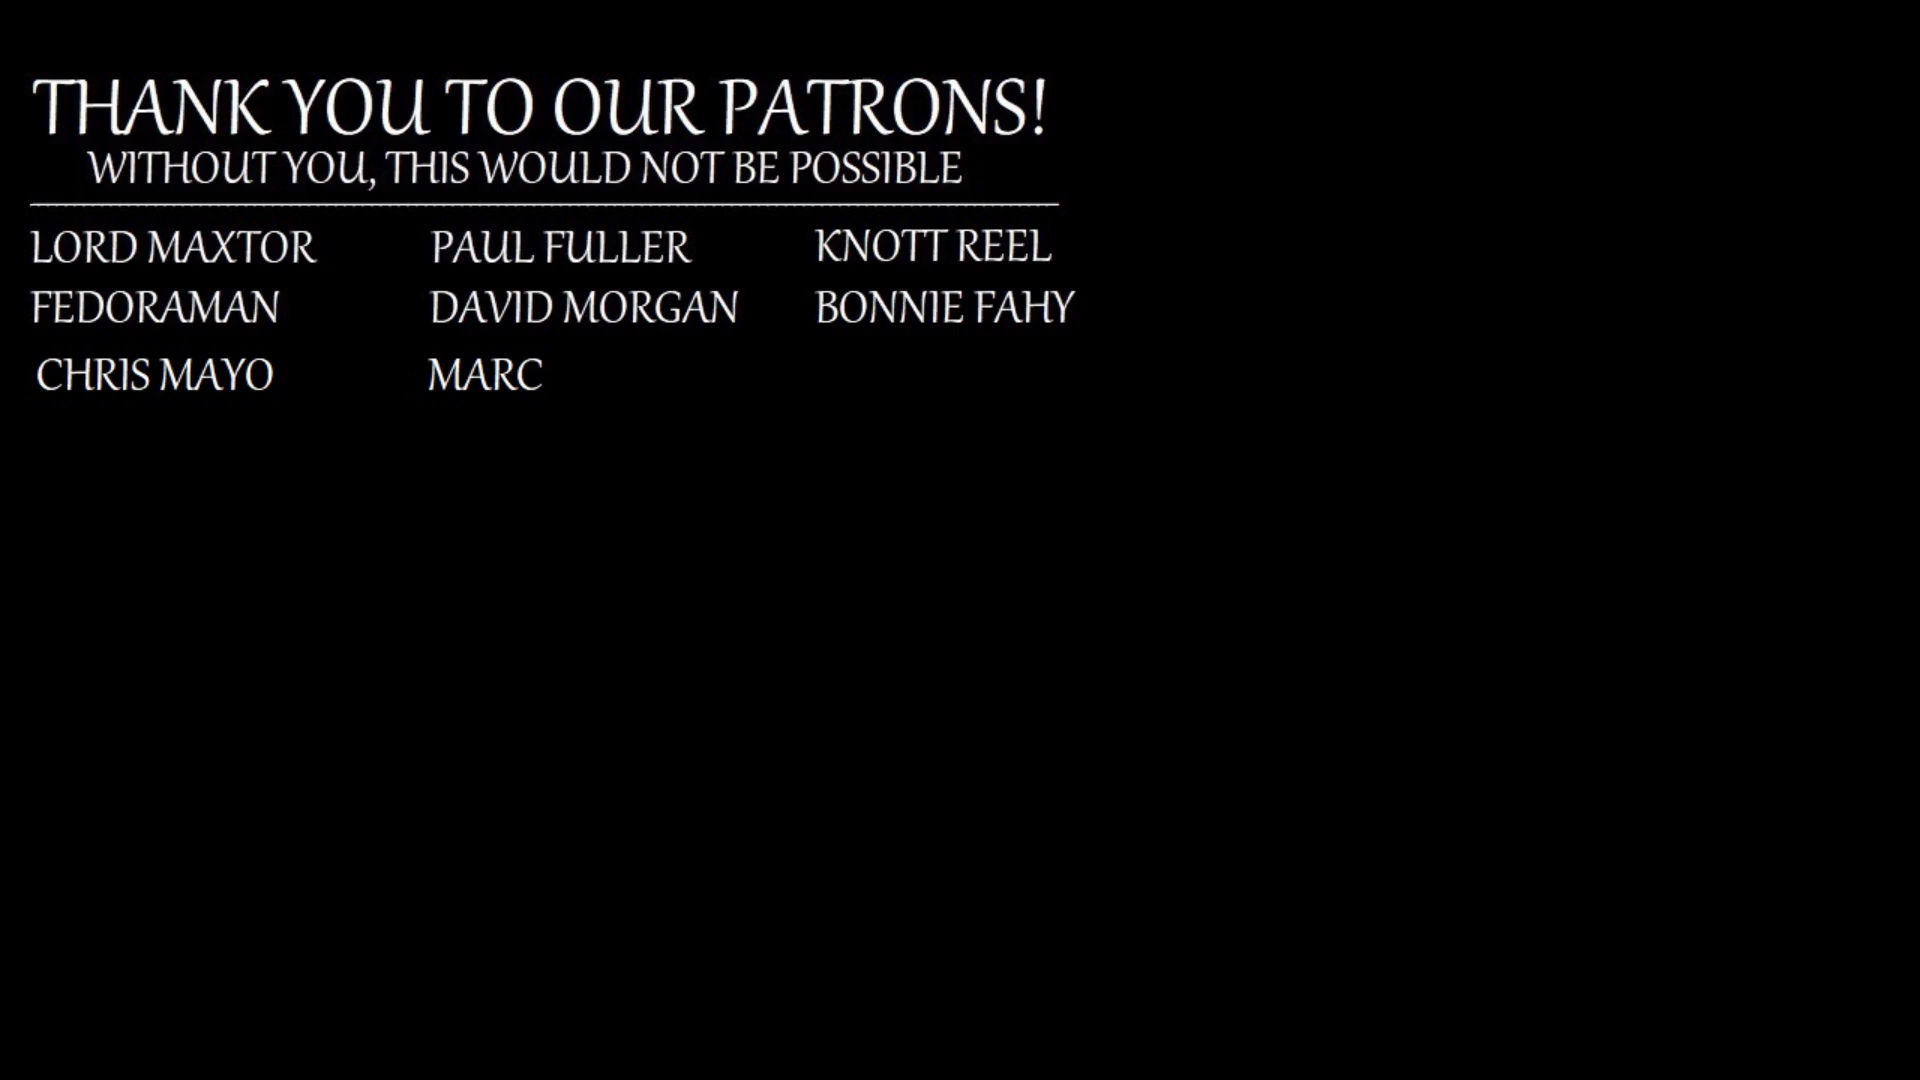 THANK YOU TO OUR PATRONS!
WITHOUT YOU, THIS WOULD NOT BE POSSIBLE
LORD MAXTOR PAUL FULLER KNOTT REEL
FEDORAMAN DAVID MORGAN BONNIE FAHY
CHRIS MAYO MARC